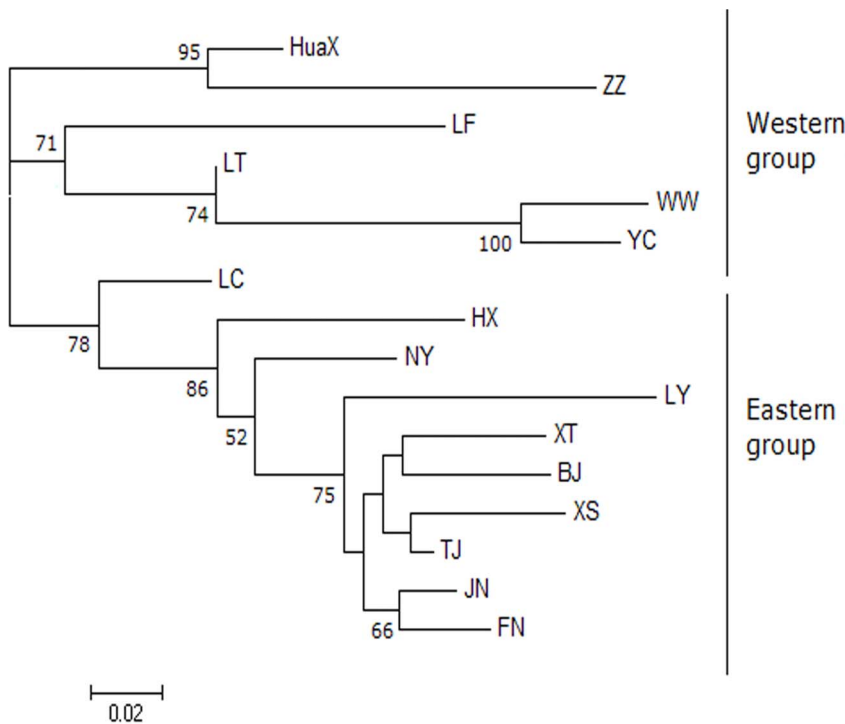 HuaX
95
ZZ
LF
71
LT
Western
group
74
WW
100
YC
LC
78
HX
86
NY
52
LY
Eastern
group
XT
75
BJ
XS
TJ
JN
66
FN
0.02